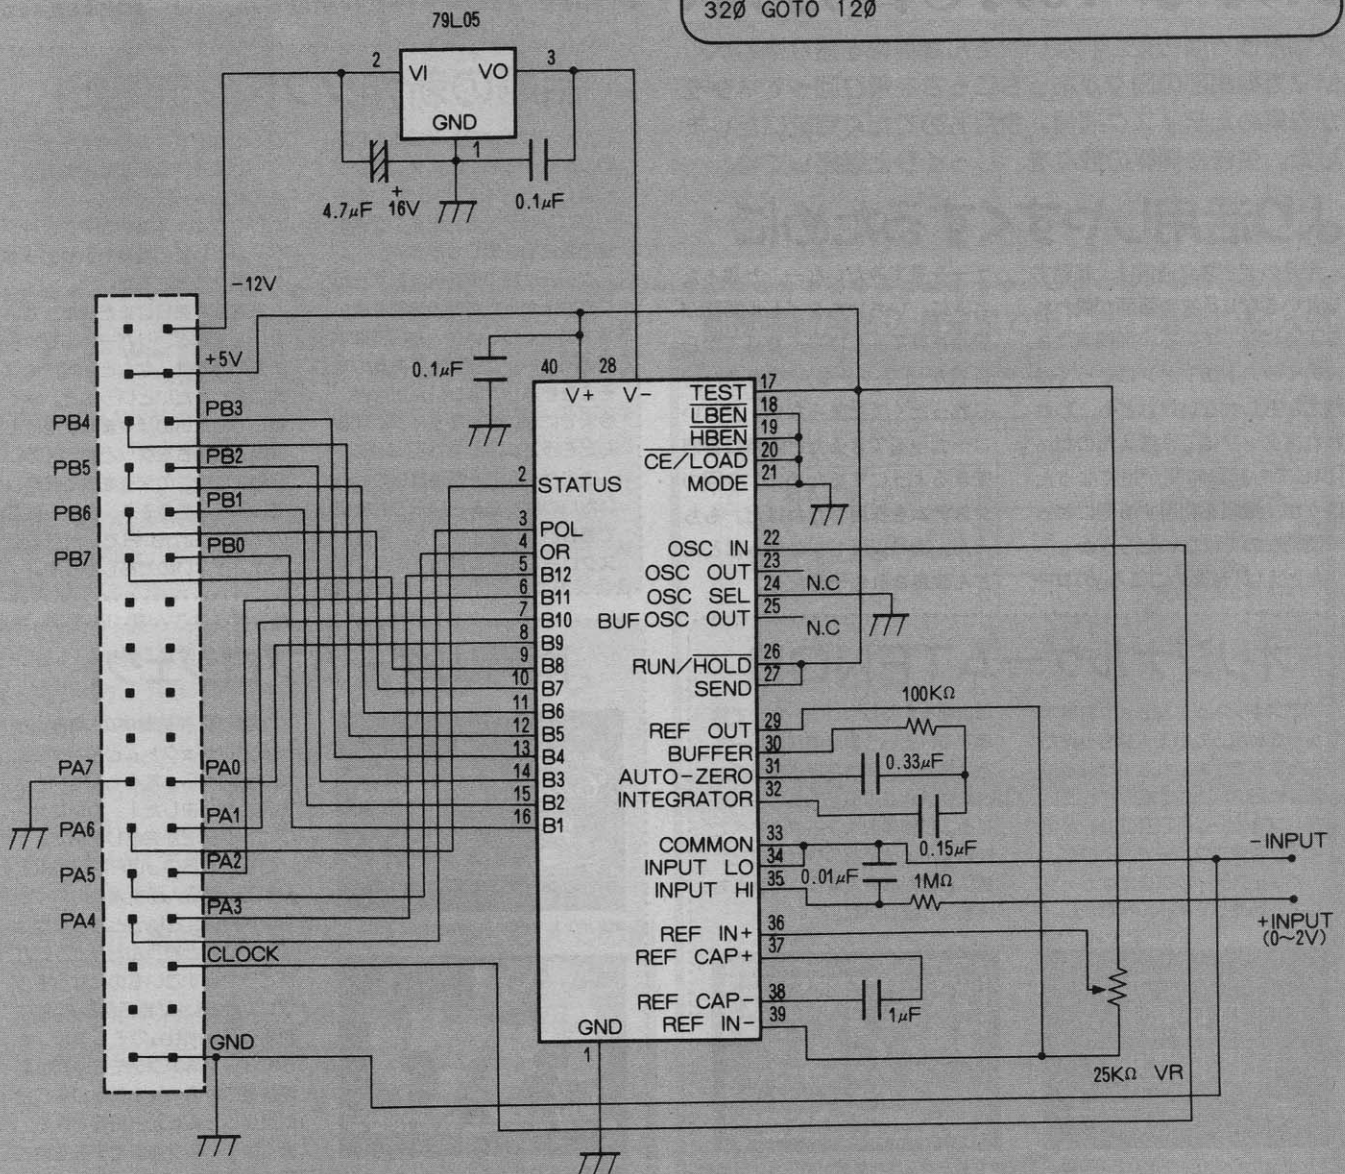 320 GOTO 120
79L05
2
VI
VO
3
GND
1
4.7μF
+
16V
0.1μF
-12V
+5V
0.1μF
40
28
V+
V-
PB4
PB3
PB5
PB2
PB6
PB1
PB7
PB0
PA7
PA0
PA6
PA1
PA5
PA2
PA4
PA3
CLOCK
GND
2
STATUS
3
POL
4
OR
5
B12
6
B11
7
B10
8
B9
9
B8
10
B7
11
B6
12
B5
13
B4
14
B3
15
B2
16
B1
GND
1
TEST
17
LBEN
18
HBEN
19
CE/LOAD
20
MODE
21
OSC IN
22
OSC OUT
23
N.C
OSC SEL
24
BUF OSC OUT
25
N.C
RUN/HOLD
26
SEND
27
100KΩ
REF OUT
29
BUFFER
30
AUTO-ZERO
31
0.33μF
INTEGRATOR
32
0.15μF
COMMON
33
INPUT LO
34
0.01μF
INPUT HI
35
1MΩ
-INPUT
+INPUT
(0~2V)
REF IN+
36
REF CAP+
37
REF CAP-
38
1μF
REF IN-
39
25KΩ VR